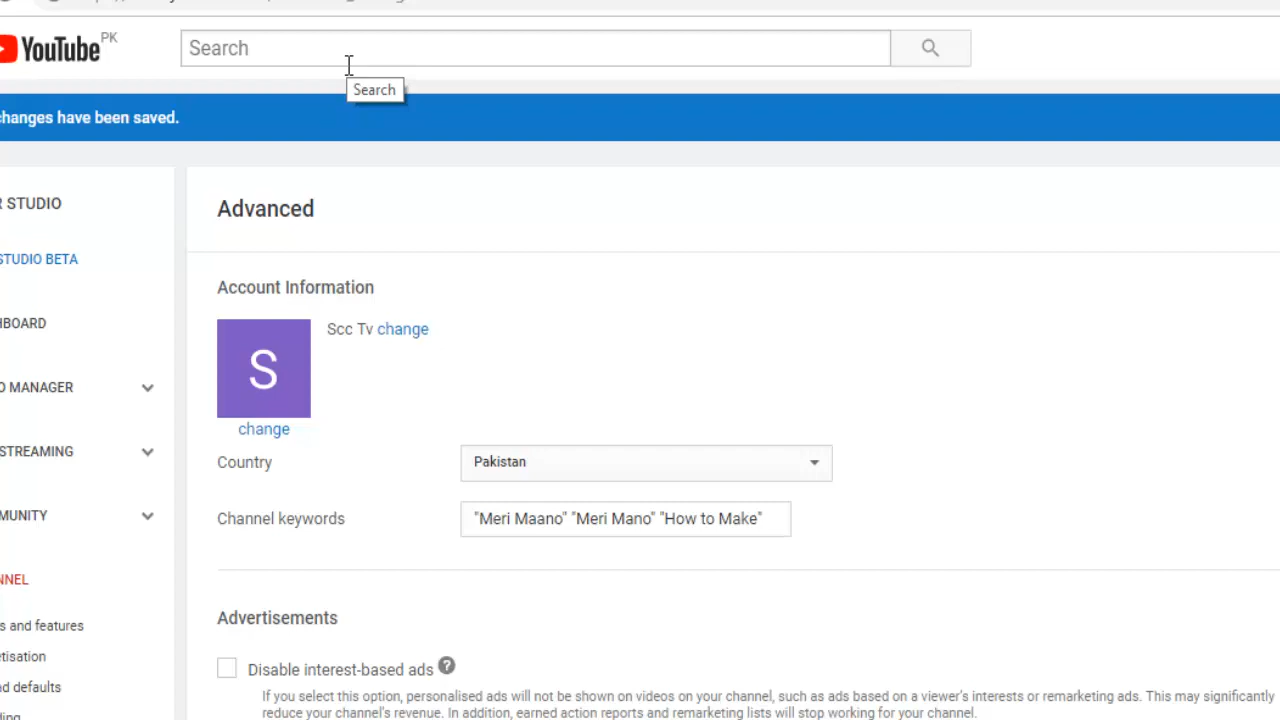 YouTube PK
Search
Search
changes have been saved.
R STUDIO
STUDIO BETA
HBOARD
O MANAGER
STREAMING
MUNITY
NNEL
s and features
etisation
nd defaults
Advanced
Account Information
S
Scc Tv change
change
Country
Pakistan
Channel keywords
"Meri Maano" "Meri Mano" "How to Make"
Advertisements
Disable interest-based ads ?
If you select this option, personalised ads will not be shown on videos on your channel, such as ads based on a viewer's interests or remarketing ads. This may significantly
reduce your channel's revenue. In addition, earned action reports and remarketing lists will stop working for your channel.